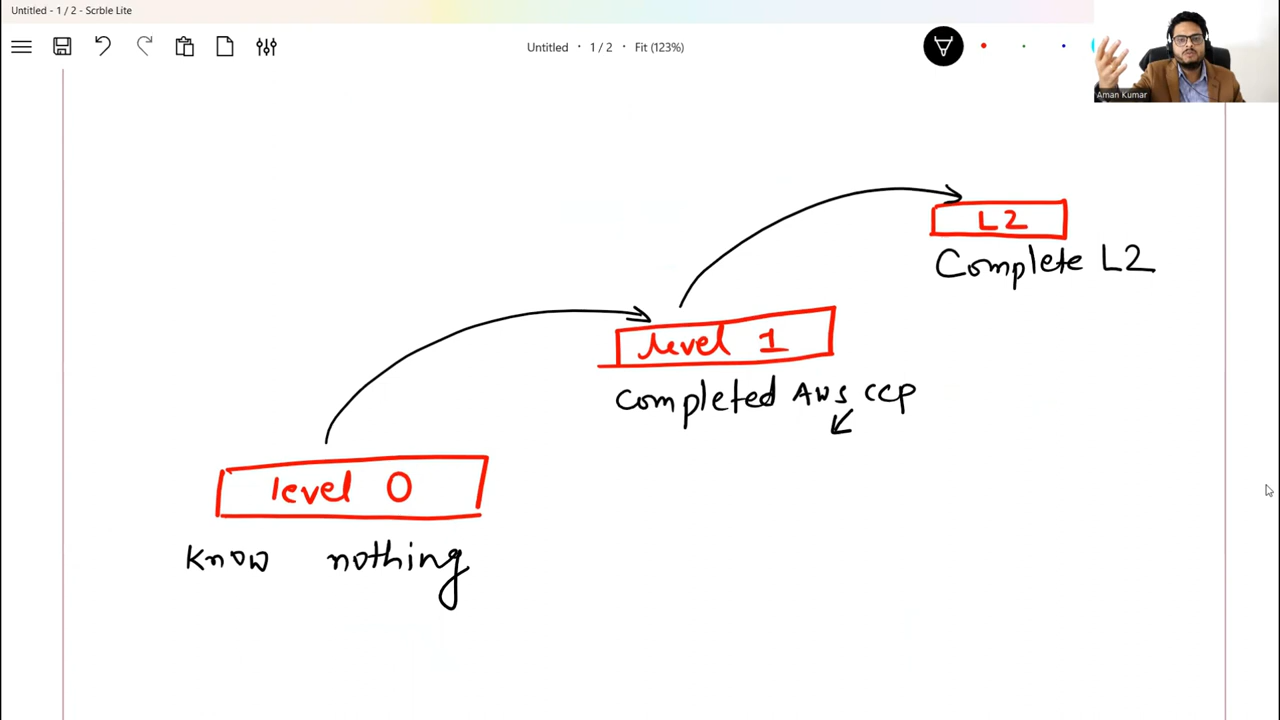 Untitled - 1 / 2 - Scrble Lite
Untitled • 1 / 2 • Fit (123%)
Aman Kumar
L2
Complete L2
level 1
completed AWS CCP
level 0
Know nothing